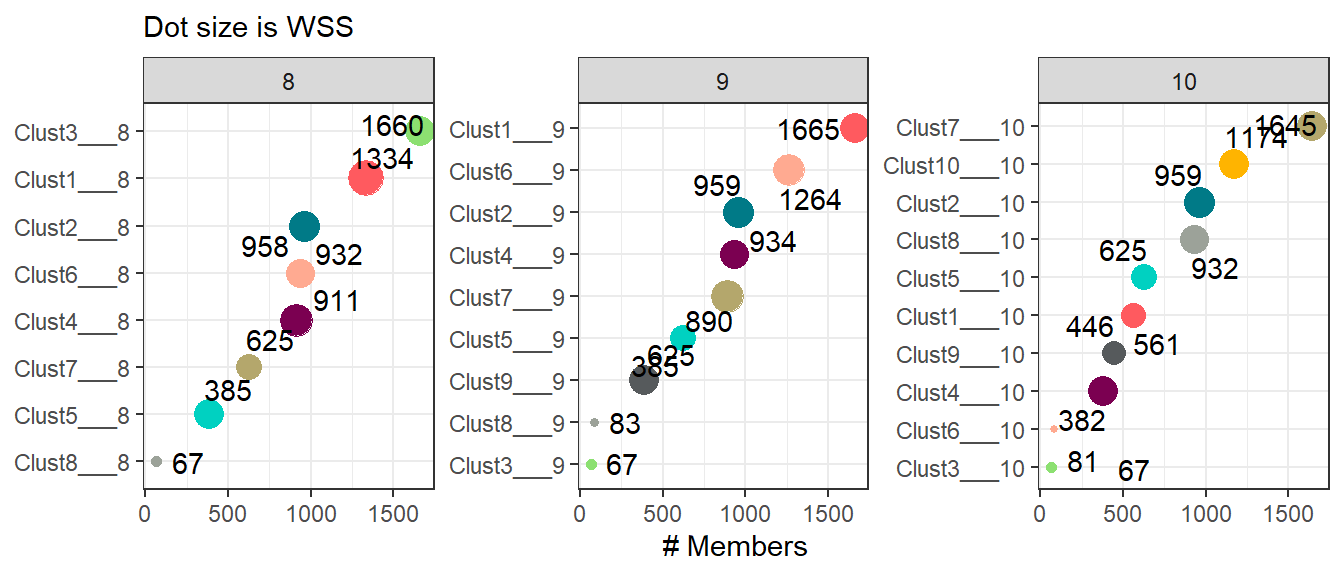 Dot size is WSS
8
Clust3___8
Clust1___8
Clust2___8
Clust6___8
Clust4___8
Clust7___8
Clust5___8
Clust8___8
1660
1334
958
932
911
625
385
67
0
500
1000
1500
9
Clust1___9
Clust6___9
Clust2___9
Clust4___9
Clust7___9
Clust5___9
Clust9___9
Clust8___9
Clust3___9
1665
1264
959
934
890
625
385
83
67
0
500
1000
1500
10
Clust7___10
Clust10___10
Clust2___10
Clust8___10
Clust5___10
Clust1___10
Clust9___10
Clust4___10
Clust6___10
Clust3___10
1645
1174
959
932
625
561
446
382
81
67
0
500
1000
1500
# Members